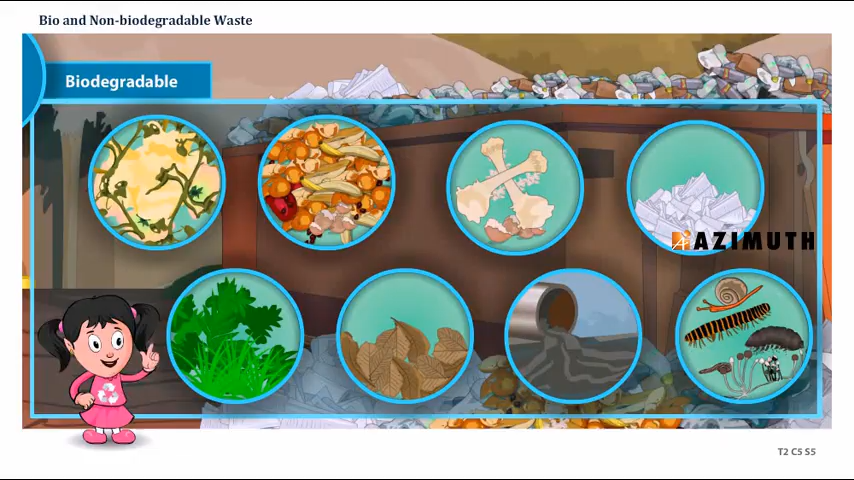 Bio and Non-biodegradable Waste
Biodegradable
AZIMUTH
T2 C5 S5